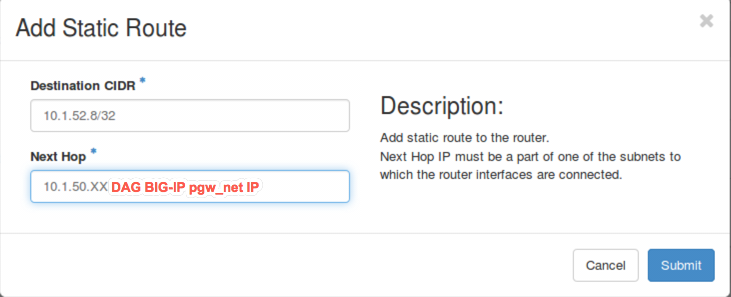 Add Static Route ×
Destination CIDR *
10.1.52.8/32
Next Hop *
10.1.50.XX DAG BIG-IP pgw_net IP
Description:
Add static route to the router.
Next Hop IP must be a part of one of the subnets to
which the router interfaces are connected.
Cancel Submit